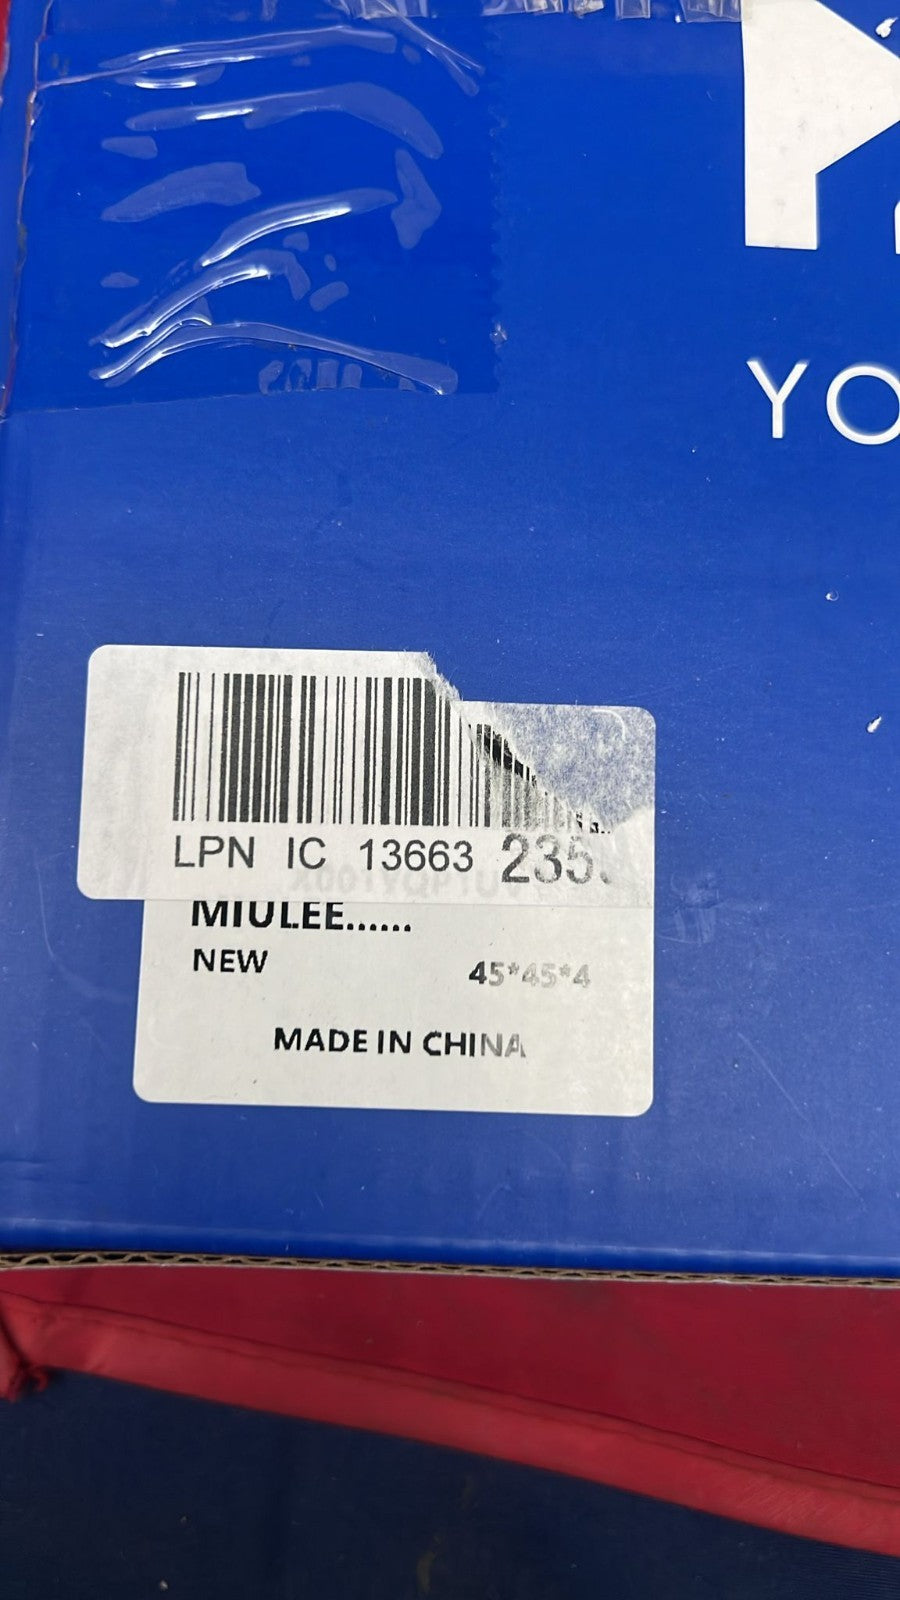 YO
LPN IC 13663 235
MIULEE......
NEW 45*45*4
MADE IN CHINA